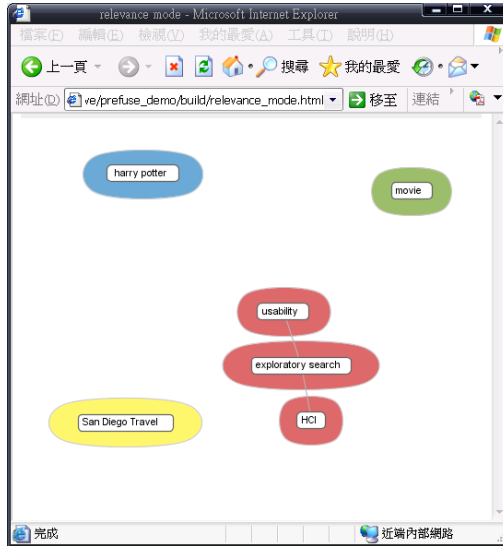 relevance mode - Microsoft Internet Explorer
檔案(F) 編輯(E) 檢視(V) 我的最愛(A) 工具(T) 說明(H)
上一頁 搜尋 我的最愛
網址(D) ve/prefuse_demo/build/relevance_mode.html 移至 連結
harry potter
movie
usability
exploratory search
San Diego Travel
HCI
完成 近端內部網路